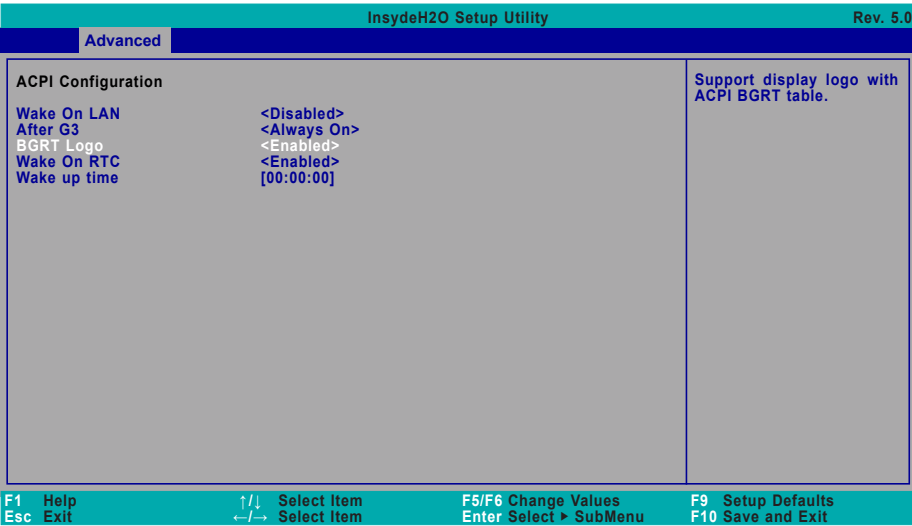 InsydeH2O Setup Utility Rev. 5.0
Advanced
ACPI Configuration
Wake On LAN <Disabled>
After G3 <Always On>
BGRT Logo <Enabled>
Wake On RTC <Enabled>
Wake up time [00:00:00]
Support display logo with
ACPI BGRT table.
F1 Help ↑/↓ Select Item F5/F6 Change Values F9 Setup Defaults
Esc Exit ←/→ Select Item Enter Select ▶ SubMenu F10 Save and Exit